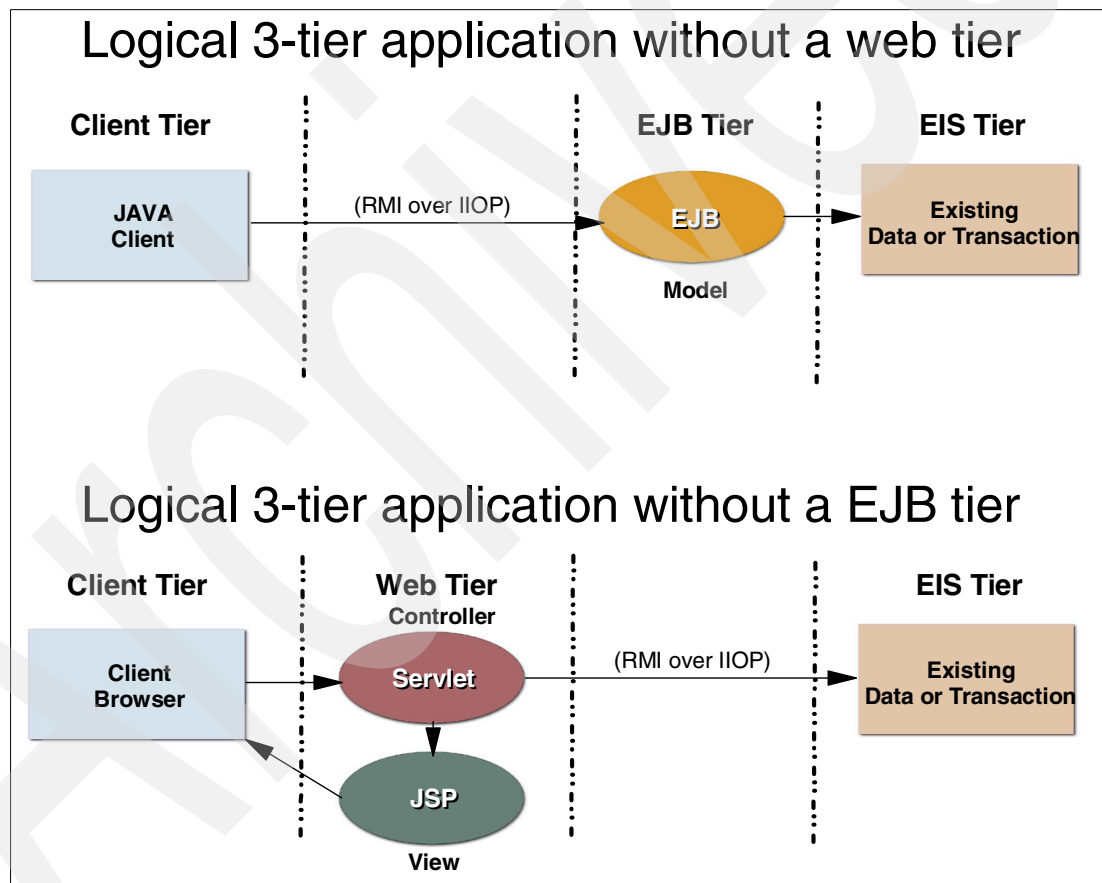 Logical 3-tier application without a web tier
Client Tier
EJB Tier
EIS Tier
JAVA
Client
(RMI over IIOP)
EJB
Model
Existing
Data or Transaction
Logical 3-tier application without a EJB tier
Client Tier
Web Tier
EIS Tier
Controller
Client
Browser
Servlet
(RMI over IIOP)
Existing
Data or Transaction
JSP
View
Archive